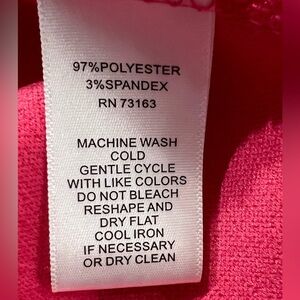 97%POLYESTER
3%SPANDEX
RN 73163
MACHINE WASH
COLD
GENTLE CYCLE
WITH LIKE COLORS
DO NOT BLEACH
RESHAPE AND
DRY FLAT
COOL IRON
IF NECESSARY
OR DRY CLEAN